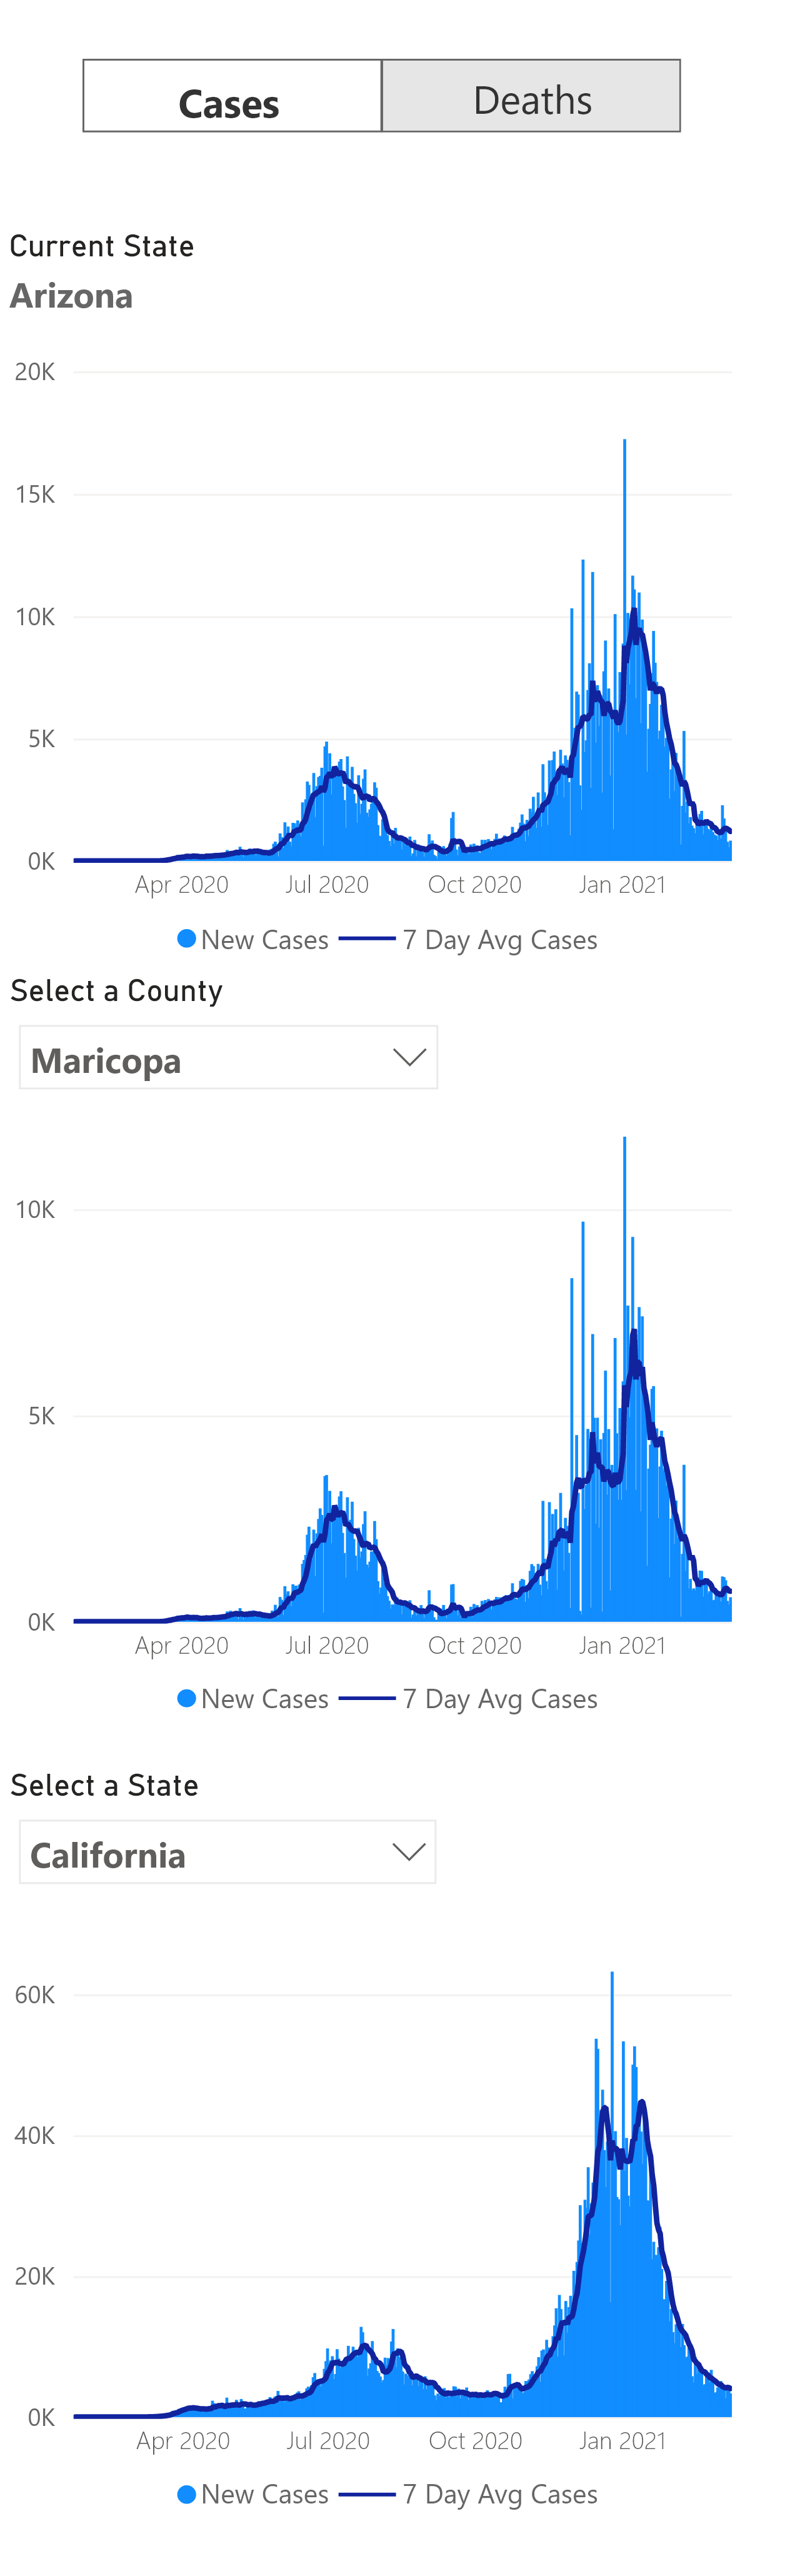 Cases Deaths
Current State
Arizona
20K
15K
10K
5K
0K
Apr 2020 Jul 2020 Oct 2020 Jan 2021
New Cases 7 Day Avg Cases
Select a County
Maricopa
10K
5K
0K
Apr 2020 Jul 2020 Oct 2020 Jan 2021
New Cases 7 Day Avg Cases
Select a State
California
60K
40K
20K
0K
Apr 2020 Jul 2020 Oct 2020 Jan 2021
New Cases 7 Day Avg Cases